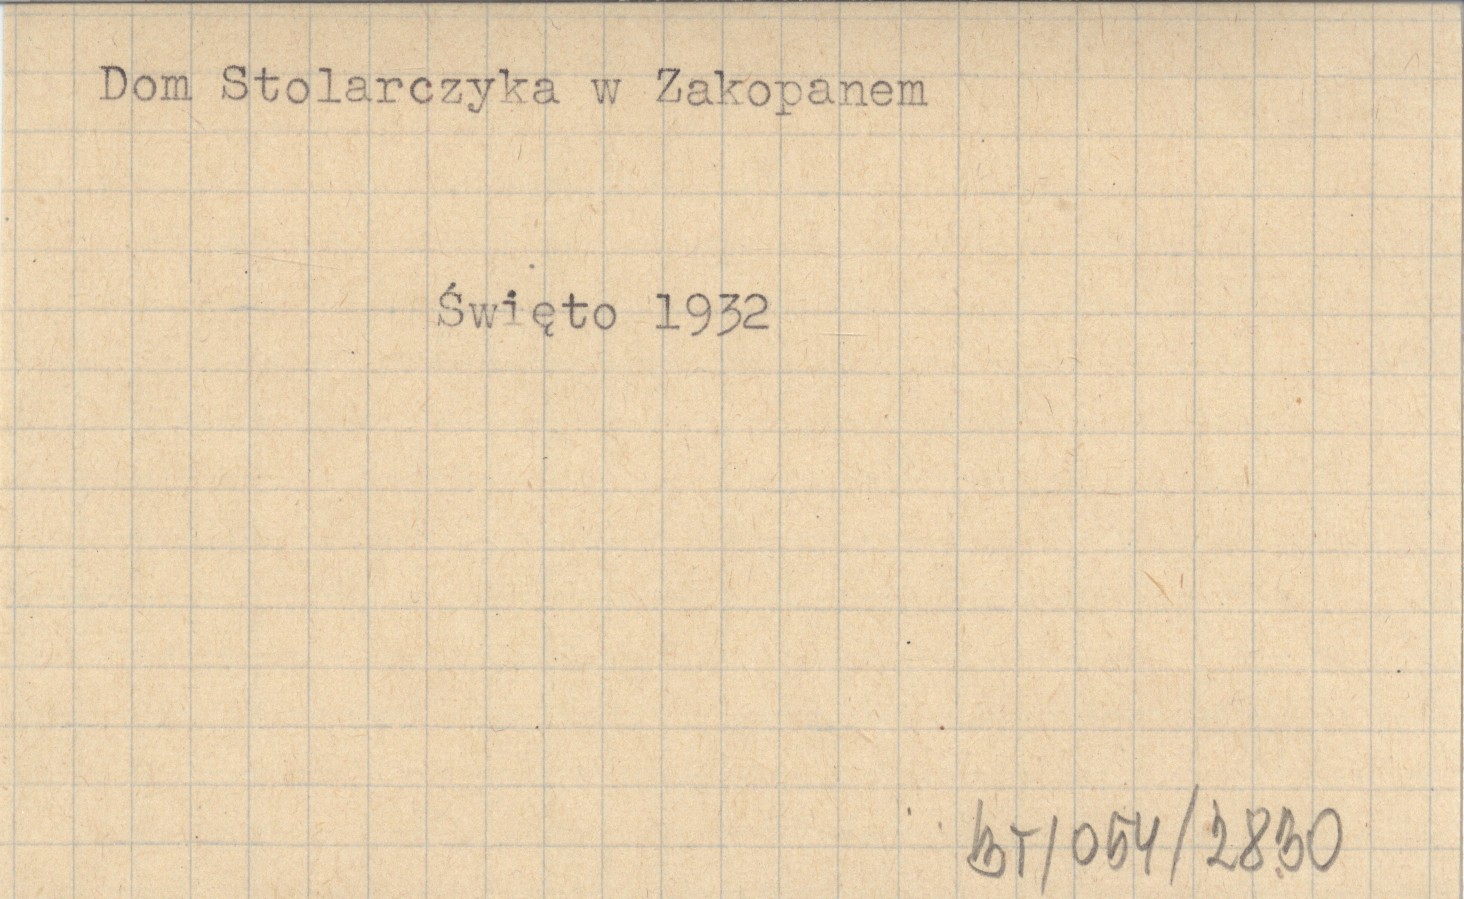 Dom Stolarczyka w Zakopanem
Święto 1932
BT/054/2830